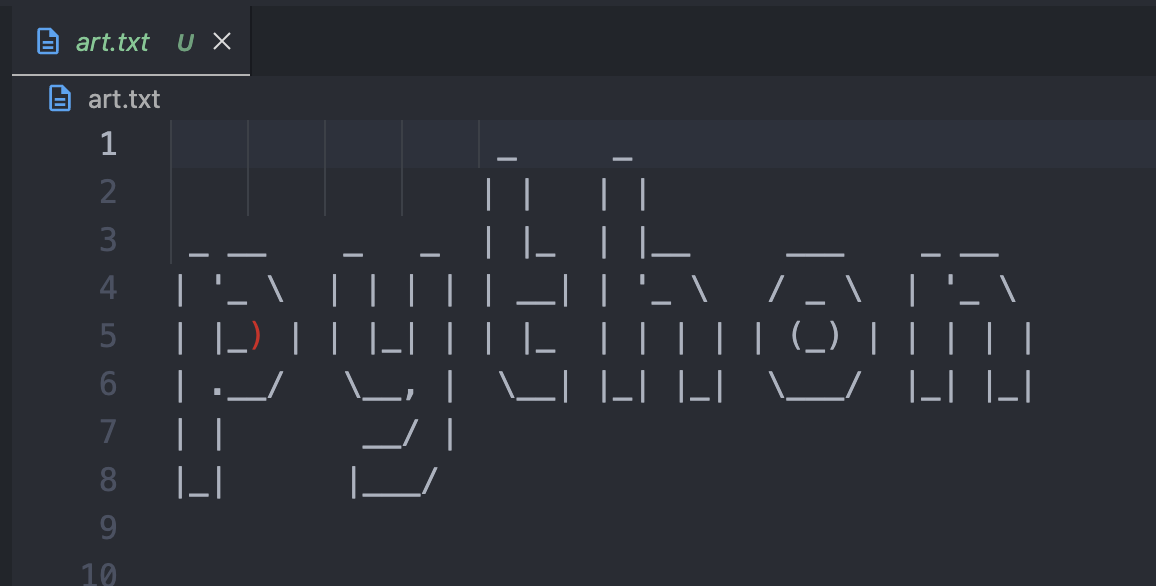 art.txt U
art.txt
1                  _     _
2                 | |   | |
3  _ __    _   _  | |_  | |__     ___    _ __
4 | '_ \  | | | | | __| | '_ \   / _ \  | '_ \
5 | |_) | | |_| | | |_  | | | | | (_) | | | | |
6 | .__/   \__, |  \__| |_| |_|  \___/  |_| |_|
7 | |       __/ |
8 |_|      |___/
9
10